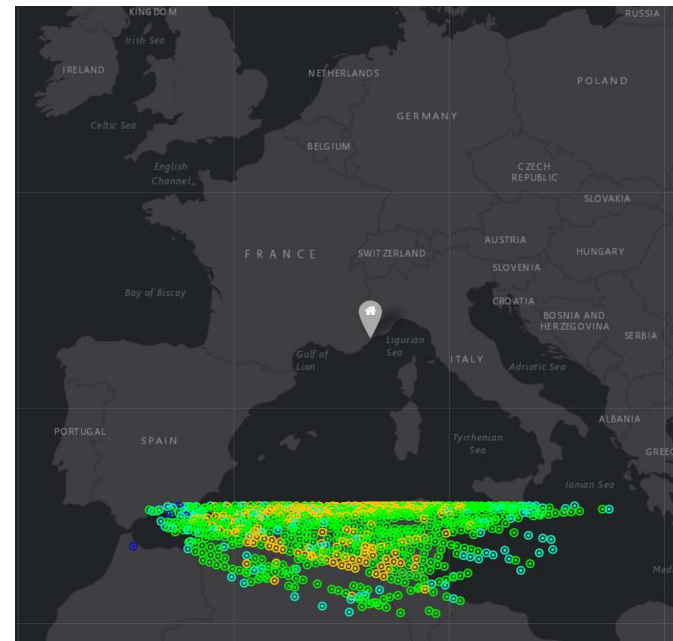 KINGDOM
RUSSIA
Irish Sea
IRELAND
NETHERLANDS
POLAND
GERMANY
Celtic Sea
BELGIUM
English
Channel
CZECH
REPUBLIC
SLOVAKIA
FRANCE
SWITZERLAND
AUSTRIA
HUNGARY
SLOVENIA
Bay of Biscay
CROATIA
BOSNIA AND
HERZEGOVINA
SERBIA
Ligurian
Sea
Gulf of
Lion
ITALY
Adriatic Sea
ALBANIA
PORTUGAL
SPAIN
Tyrrhenian
Sea
GREE
Ionian Sea
Med